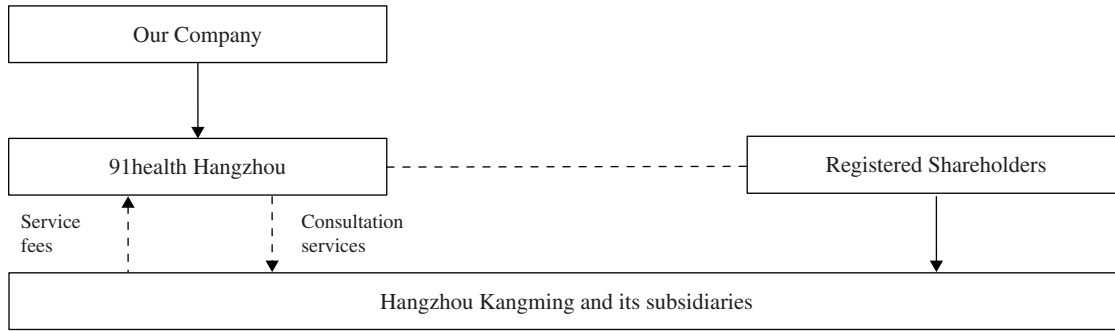 Our Company
91health Hangzhou
Registered Shareholders
Service
fees
Consultation
services
Hangzhou Kangming and its subsidiaries